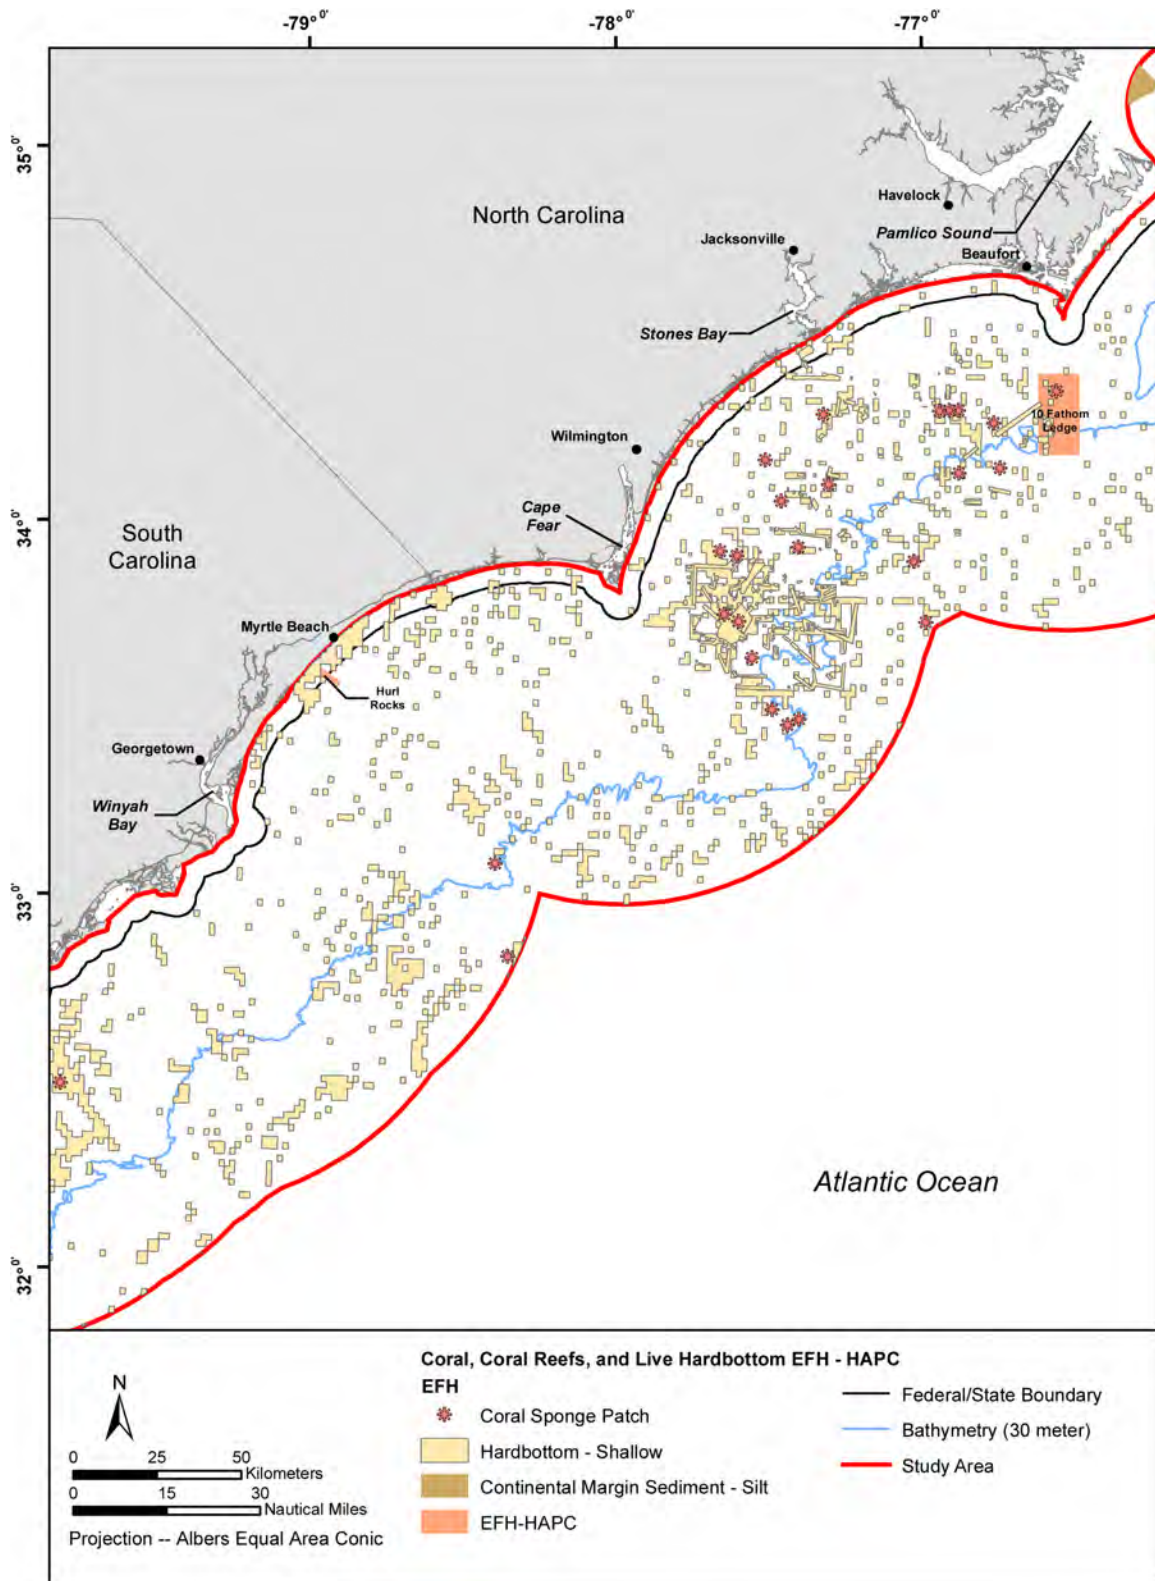 -79°0'
-78°0'
-77°0'
35°0'
34°0'
33°0'
32°0'
North Carolina
Havelock
Pamlico Sound
Jacksonville
Beaufort
Stones Bay
10 Fathom
Ledge
Wilmington
Cape
Fear
South
Carolina
Myrtle Beach
Hurl
Rocks
Georgetown
Winyah
Bay
Atlantic Ocean
N
0 25 50
Kilometers
0 15 30
Nautical Miles
Projection -- Albers Equal Area Conic
Coral, Coral Reefs, and Live Hardbottom EFH - HAPC
EFH
Coral Sponge Patch
Hardbottom - Shallow
Continental Margin Sediment - Silt
EFH-HAPC
Federal/State Boundary
Bathymetry (30 meter)
Study Area